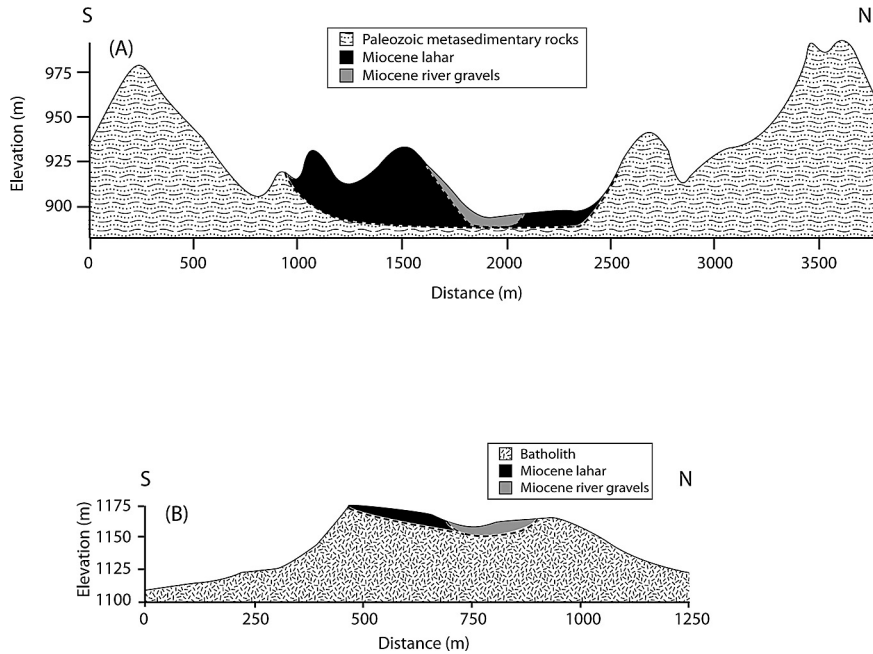 S
N
(A)
Paleozoic metasedimentary rocks
Miocene lahar
Miocene river gravels
Elevation (m)
975
950
925
900
0 500 1000 1500 2000 2500 3000 3500
Distance (m)
S
N
(B)
Batholith
Miocene lahar
Miocene river gravels
Elevation (m)
1175
1150
1125
1100
0 250 500 750 1000 1250
Distance (m)